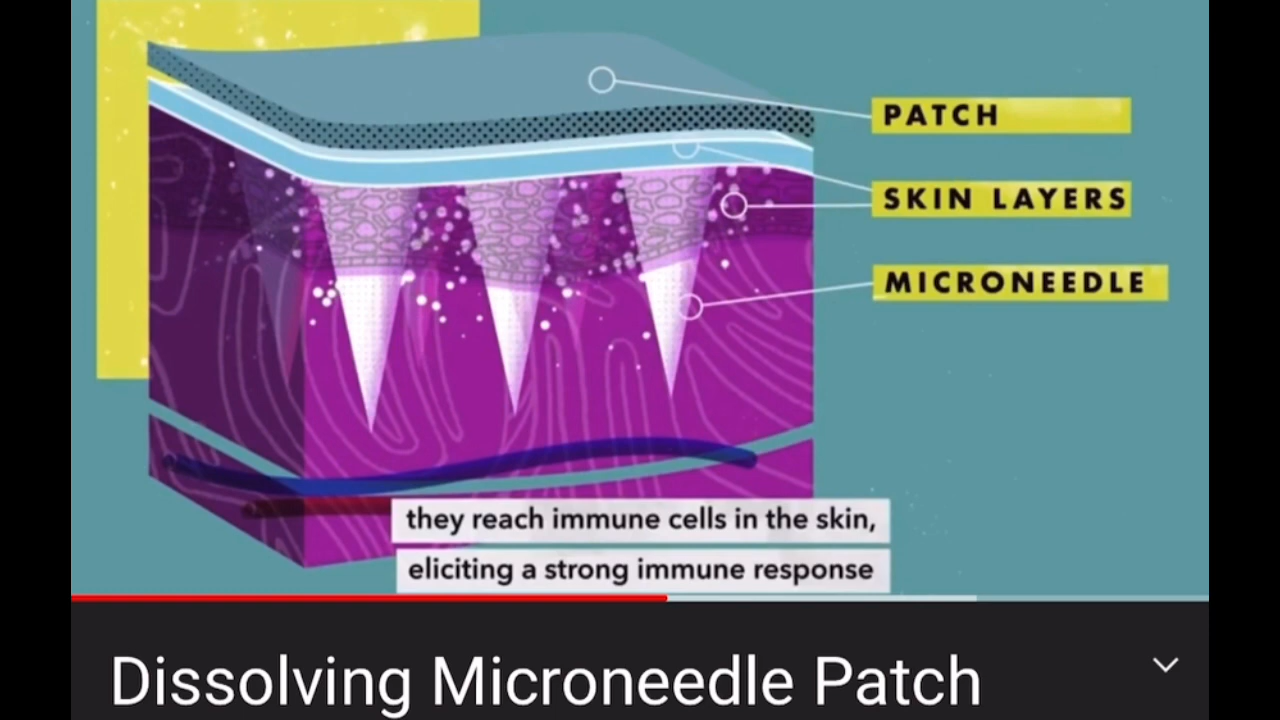 PATCH
SKIN LAYERS
MICRONEEDLE
they reach immune cells in the skin,
eliciting a strong immune response
Dissolving Microneedle Patch